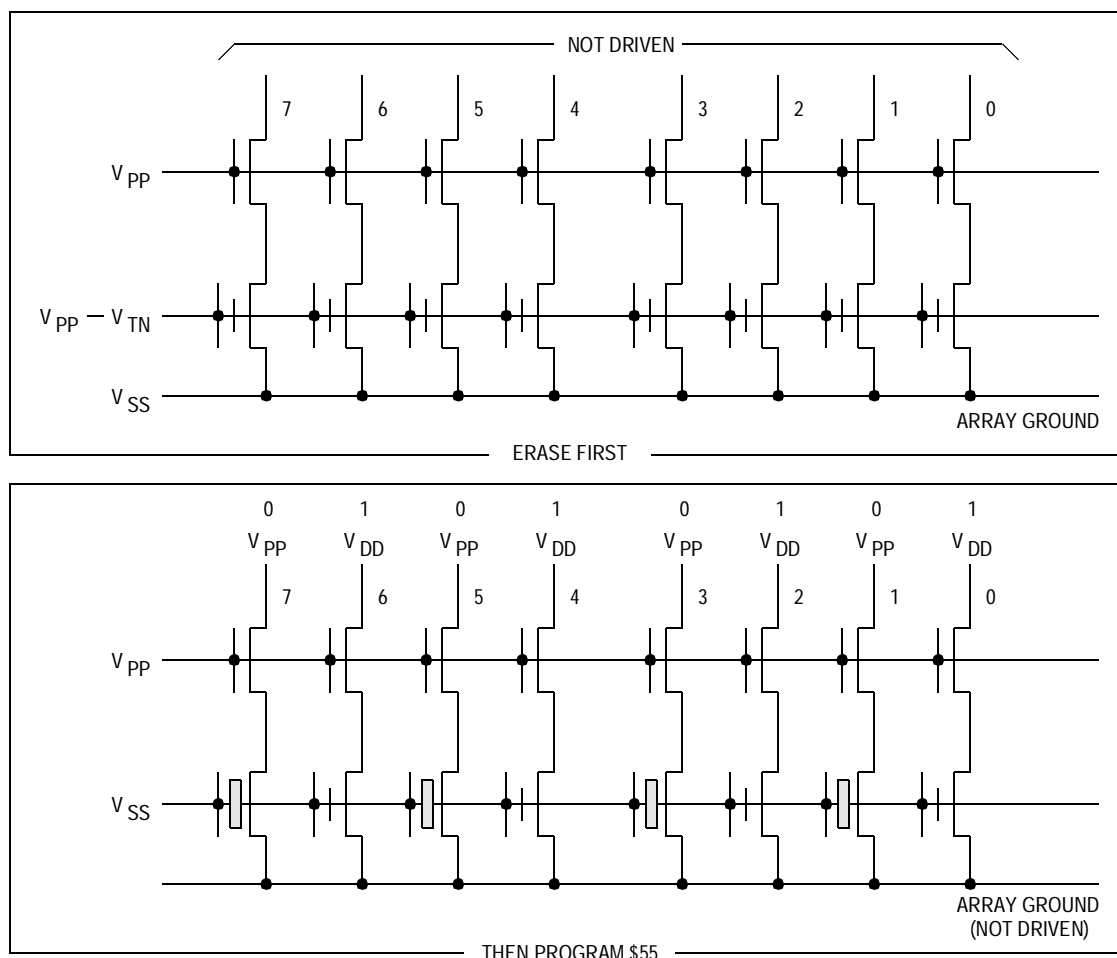 NOT DRIVEN
7 6 5 4 3 2 1 0
V PP
V PP — V TN
V SS
ARRAY GROUND
ERASE FIRST
0 1 0 1 0 1 0 1
V PP V DD V PP V DD V PP V DD V PP V DD
7 6 5 4 3 2 1 0
V PP
V SS
ARRAY GROUND
(NOT DRIVEN)
THEN PROGRAM $55